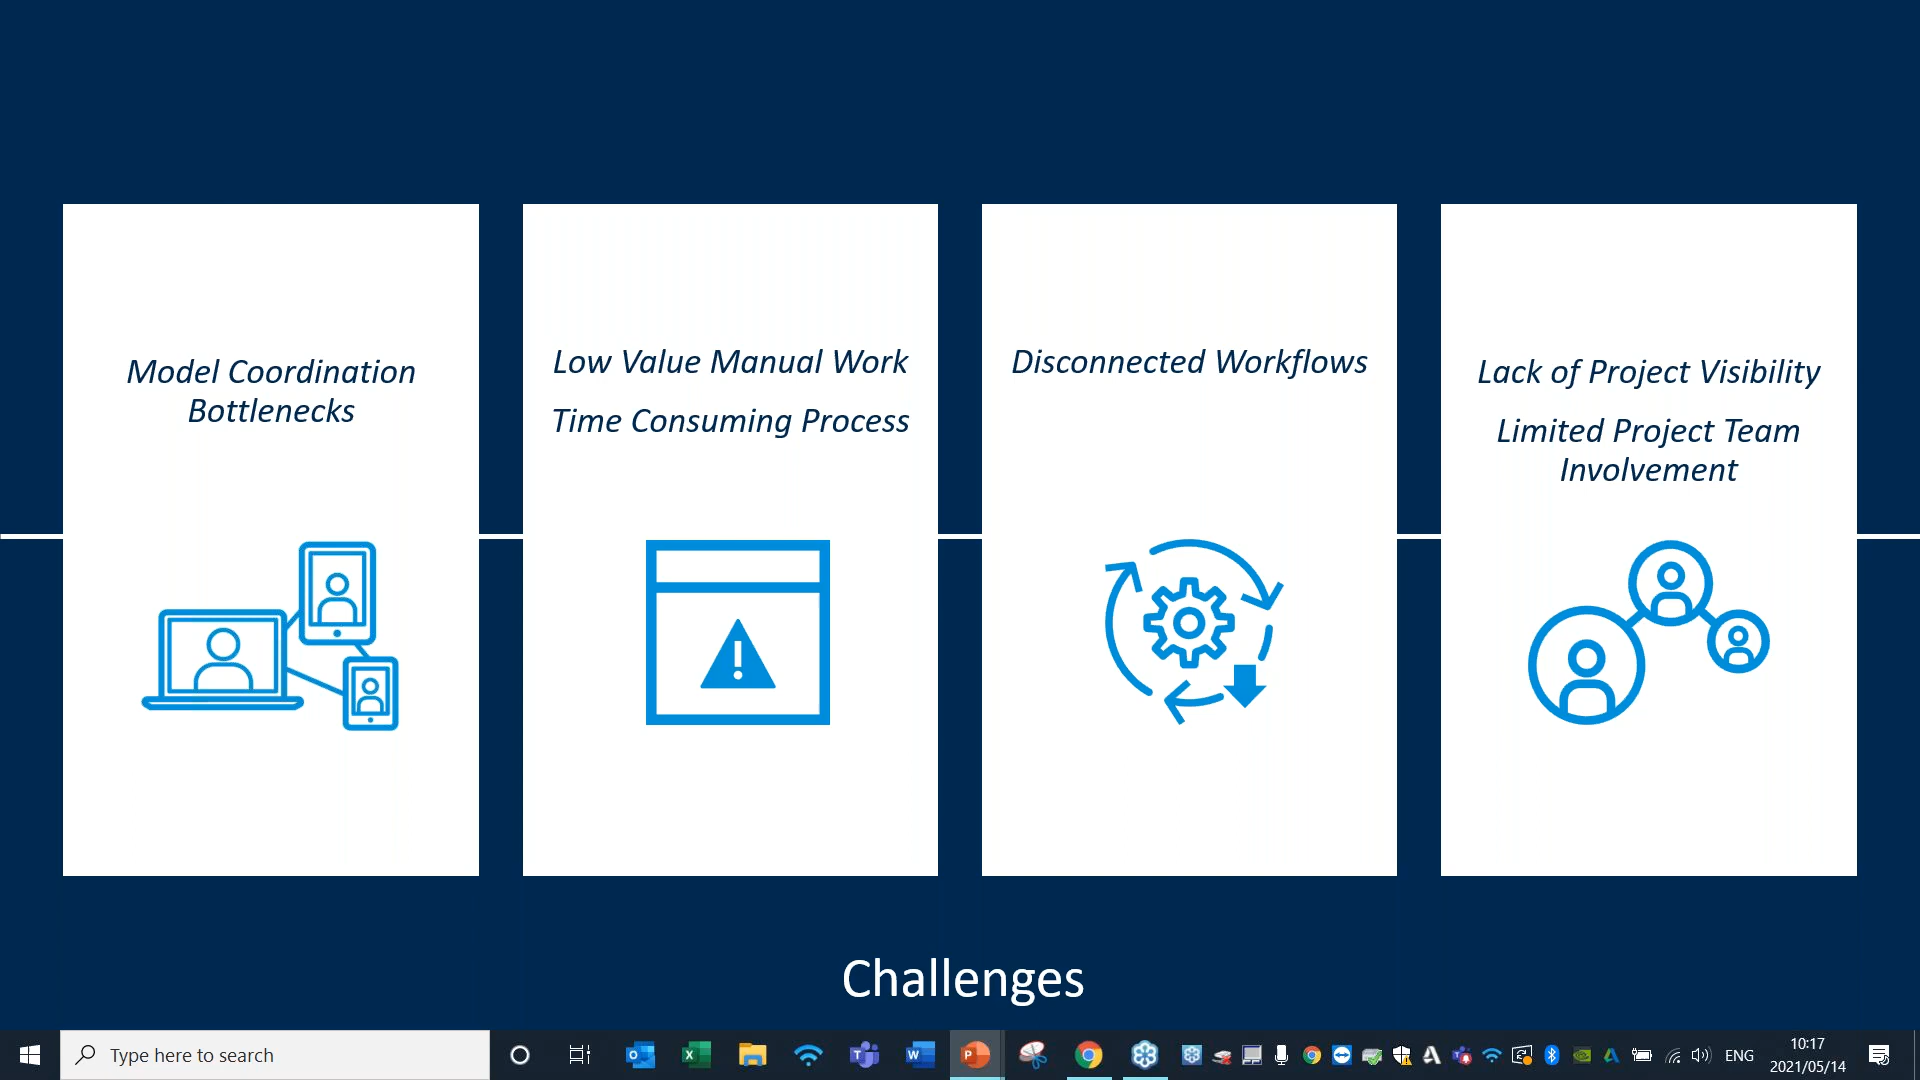 Model Coordination
Bottlenecks
Low Value Manual Work
Time Consuming Process
Disconnected Workflows
Lack of Project Visibility
Limited Project Team
Involvement
Challenges
Type here to search
ENG
10:17
2021/05/14